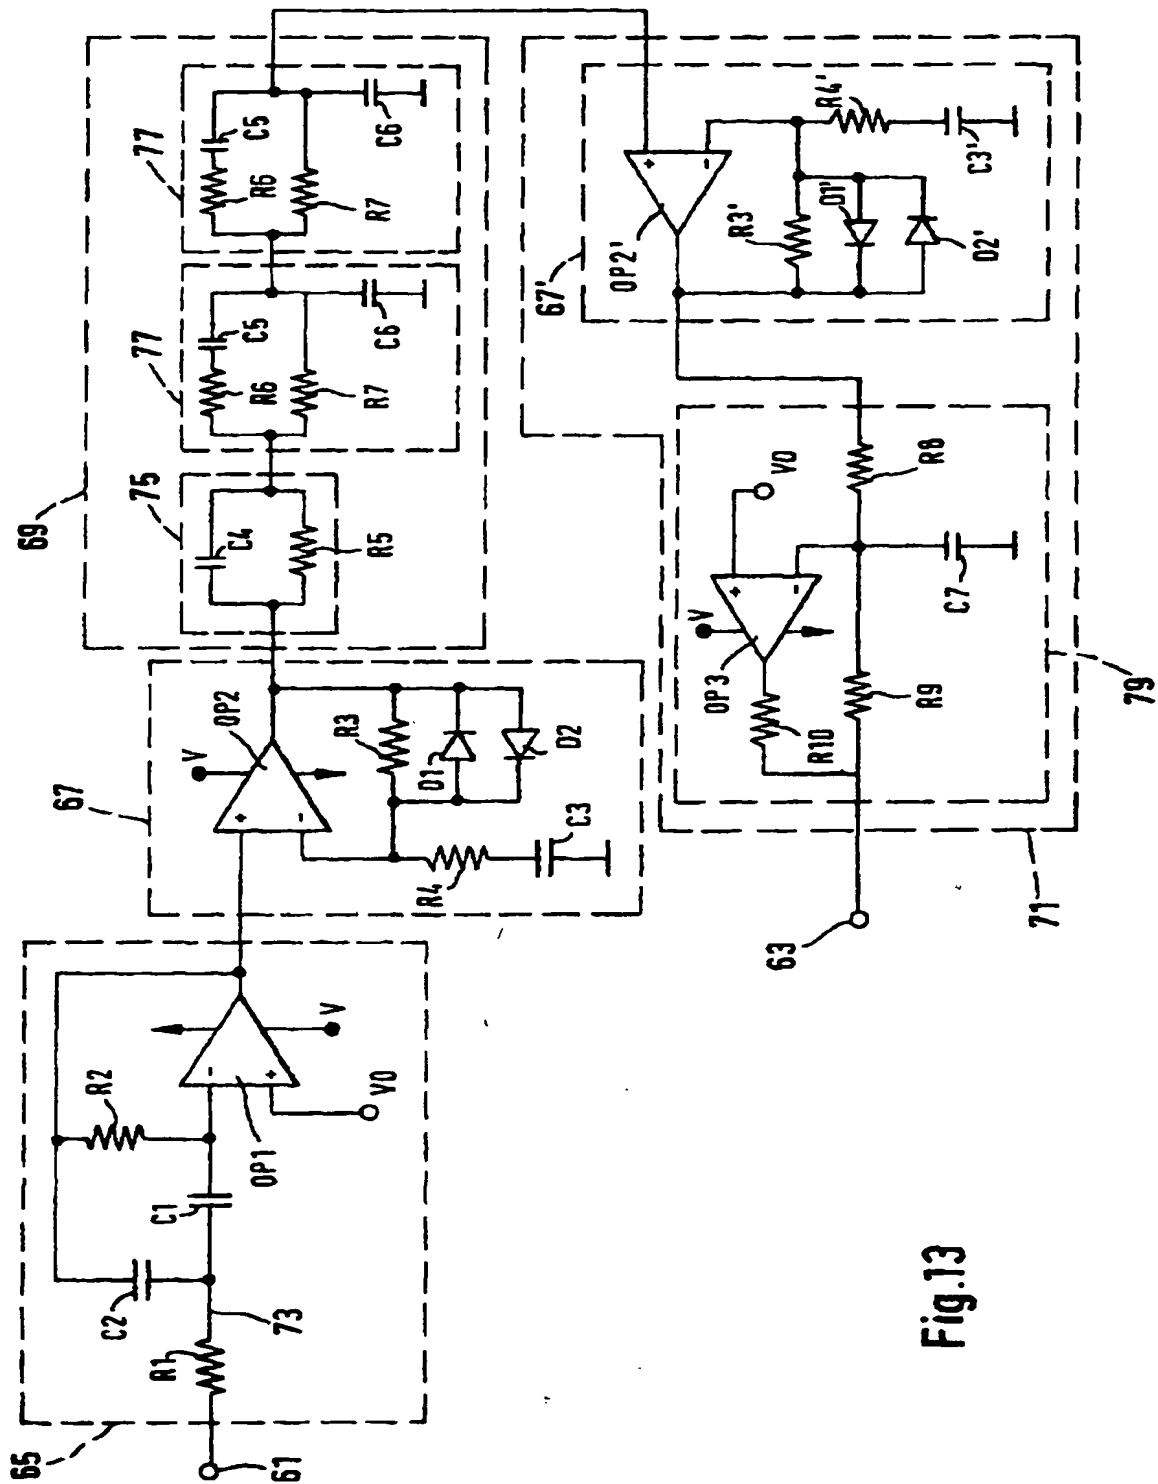 69
75
77
77
C4
R5
R6
C5
R7
C6
R6
C5
R7
C6
67
V
OP2
+
-
R3
D1
D2
R4
C3
65
61
R1
73
C2
C1
R2
OP1
-
+
V
V0
67'
OP2'
+
-
R3'
D1'
D2'
R4'
C3'
71
79
63
R10
R9
R8
OP3
+
-
V
V0
C7
Fig.13